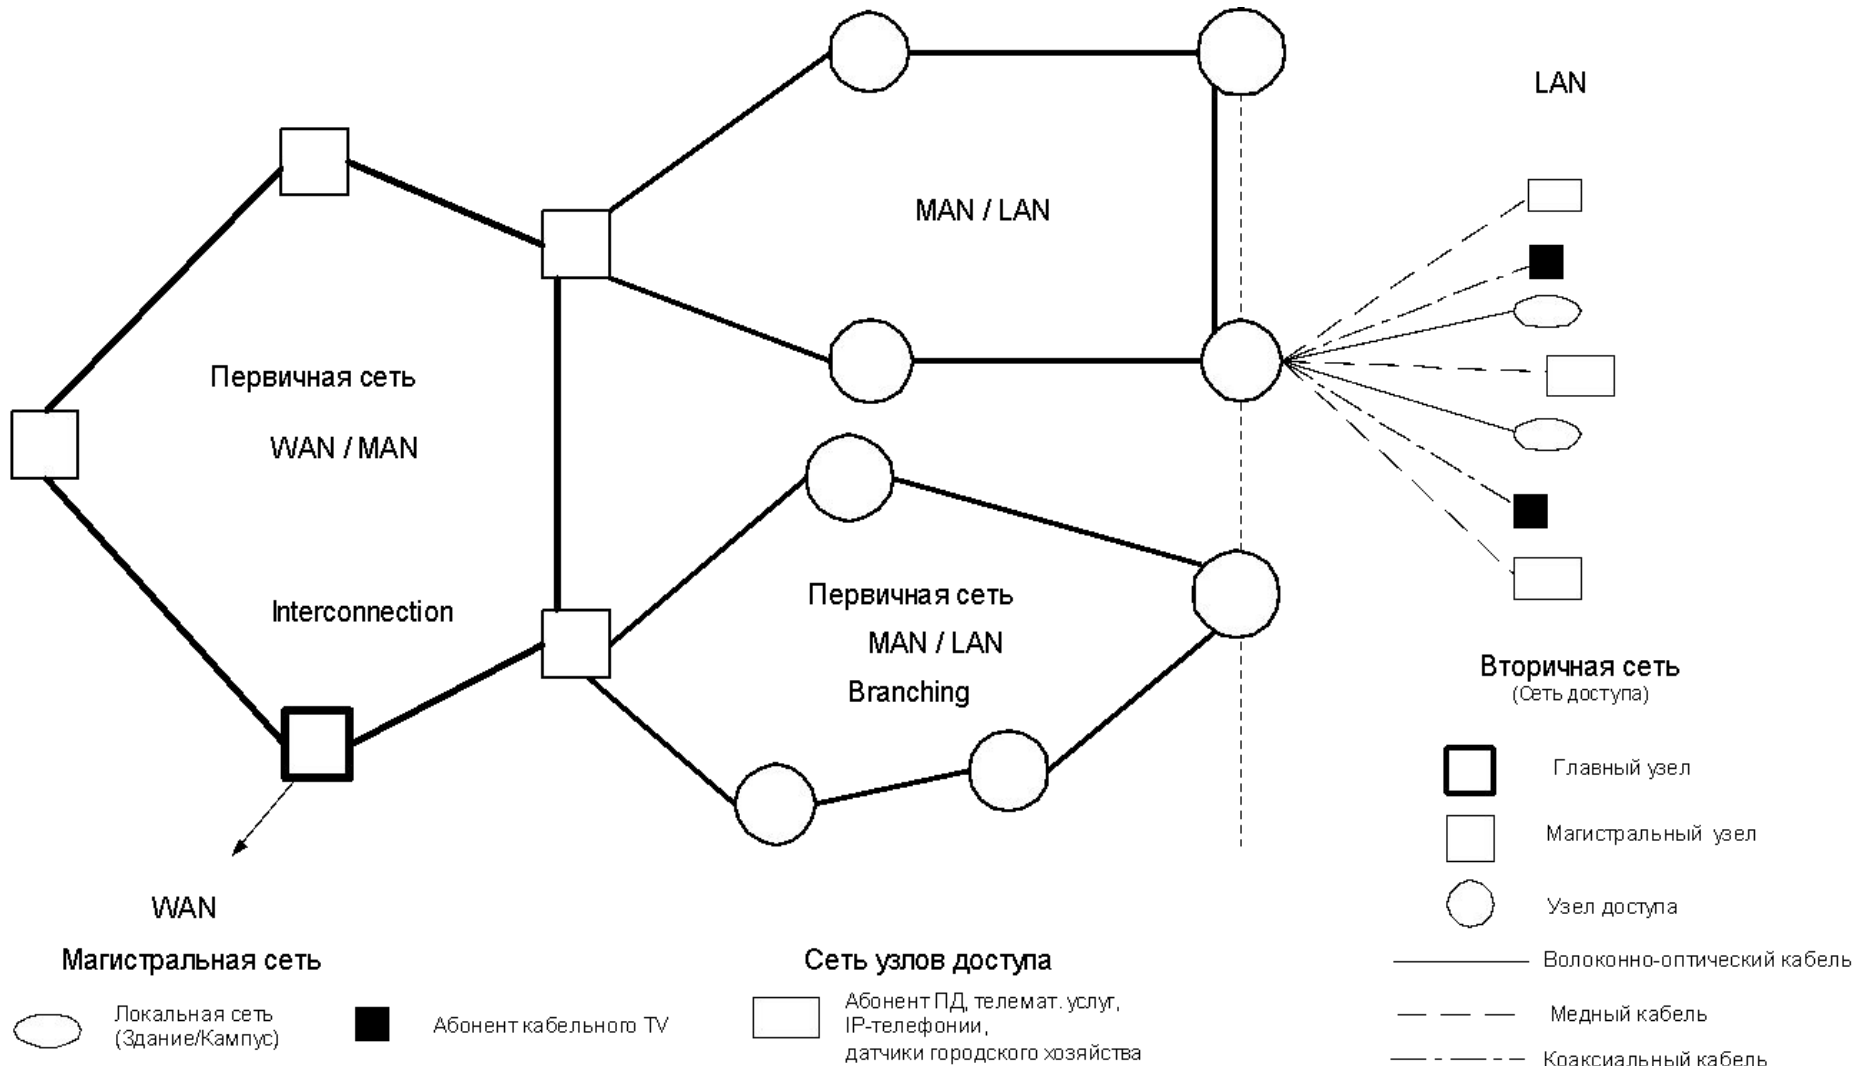 LAN
MAN / LAN
Первичная сеть
WAN / MAN
Interconnection
Первичная сеть
MAN / LAN
Branching
Вторичная сеть
(Сеть доступа)
Главный узел
Магистральный узел
Узел доступа
Волоконно-оптический кабель
Медный кабель
Коаксиальный кабель
WAN
Магистральная сеть
Сеть узлов доступа
Локальная сеть
(Здание/Кампус)
Абонент кабельного TV
Абонент ПД, телемат. услуг,
IP-телефонии,
датчики городского хозяйства